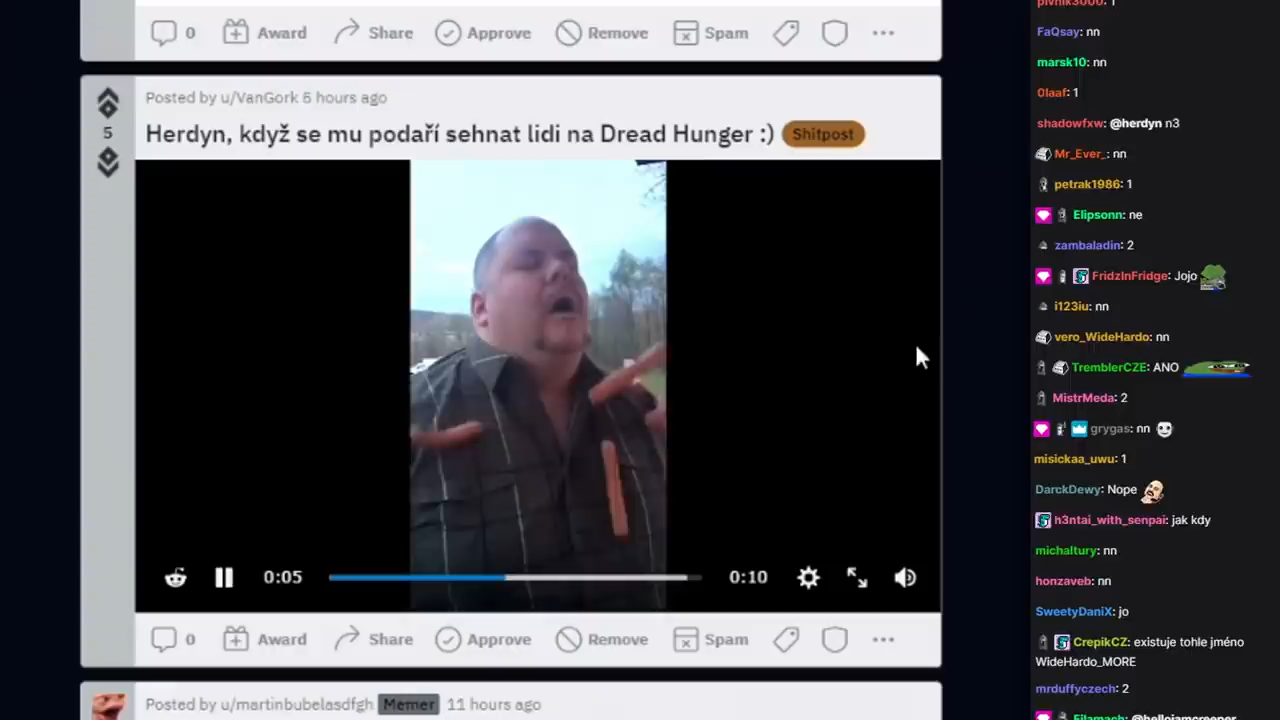 0 Award Share Approve Remove Spam
Posted by u/VanGork 6 hours ago
5
Herdyn, když se mu podaří sehnat lidi na Dread Hunger :) Shitpost
0:05 0:10
0 Award Share Approve Remove Spam
Posted by u/martinbubelasdfgh Memer 11 hours ago
pivnik3000: 1
FaQsay: nn
marsk10: nn
0laaf: 1
shadowfxw: @herdyn n3
Mr_Ever_: nn
petrak1986: 1
Elipsonn: ne
zambaladin: 2
FridzInFridge: Jojo
i123iu: nn
vero_WideHardo: nn
TremblerCZE: ANO
MistrMeda: 2
grygas: nn
misickaa_uwu: 1
DarckDewy: Nope
h3ntai_with_senpai: jak kdy
michaltury: nn
honzaveb: nn
SweetyDaniX: jo
CrepikCZ: existuje tohle jméno
WideHardo_MORE
mrduffyczech: 2
Filamach: @hellojamcreeper